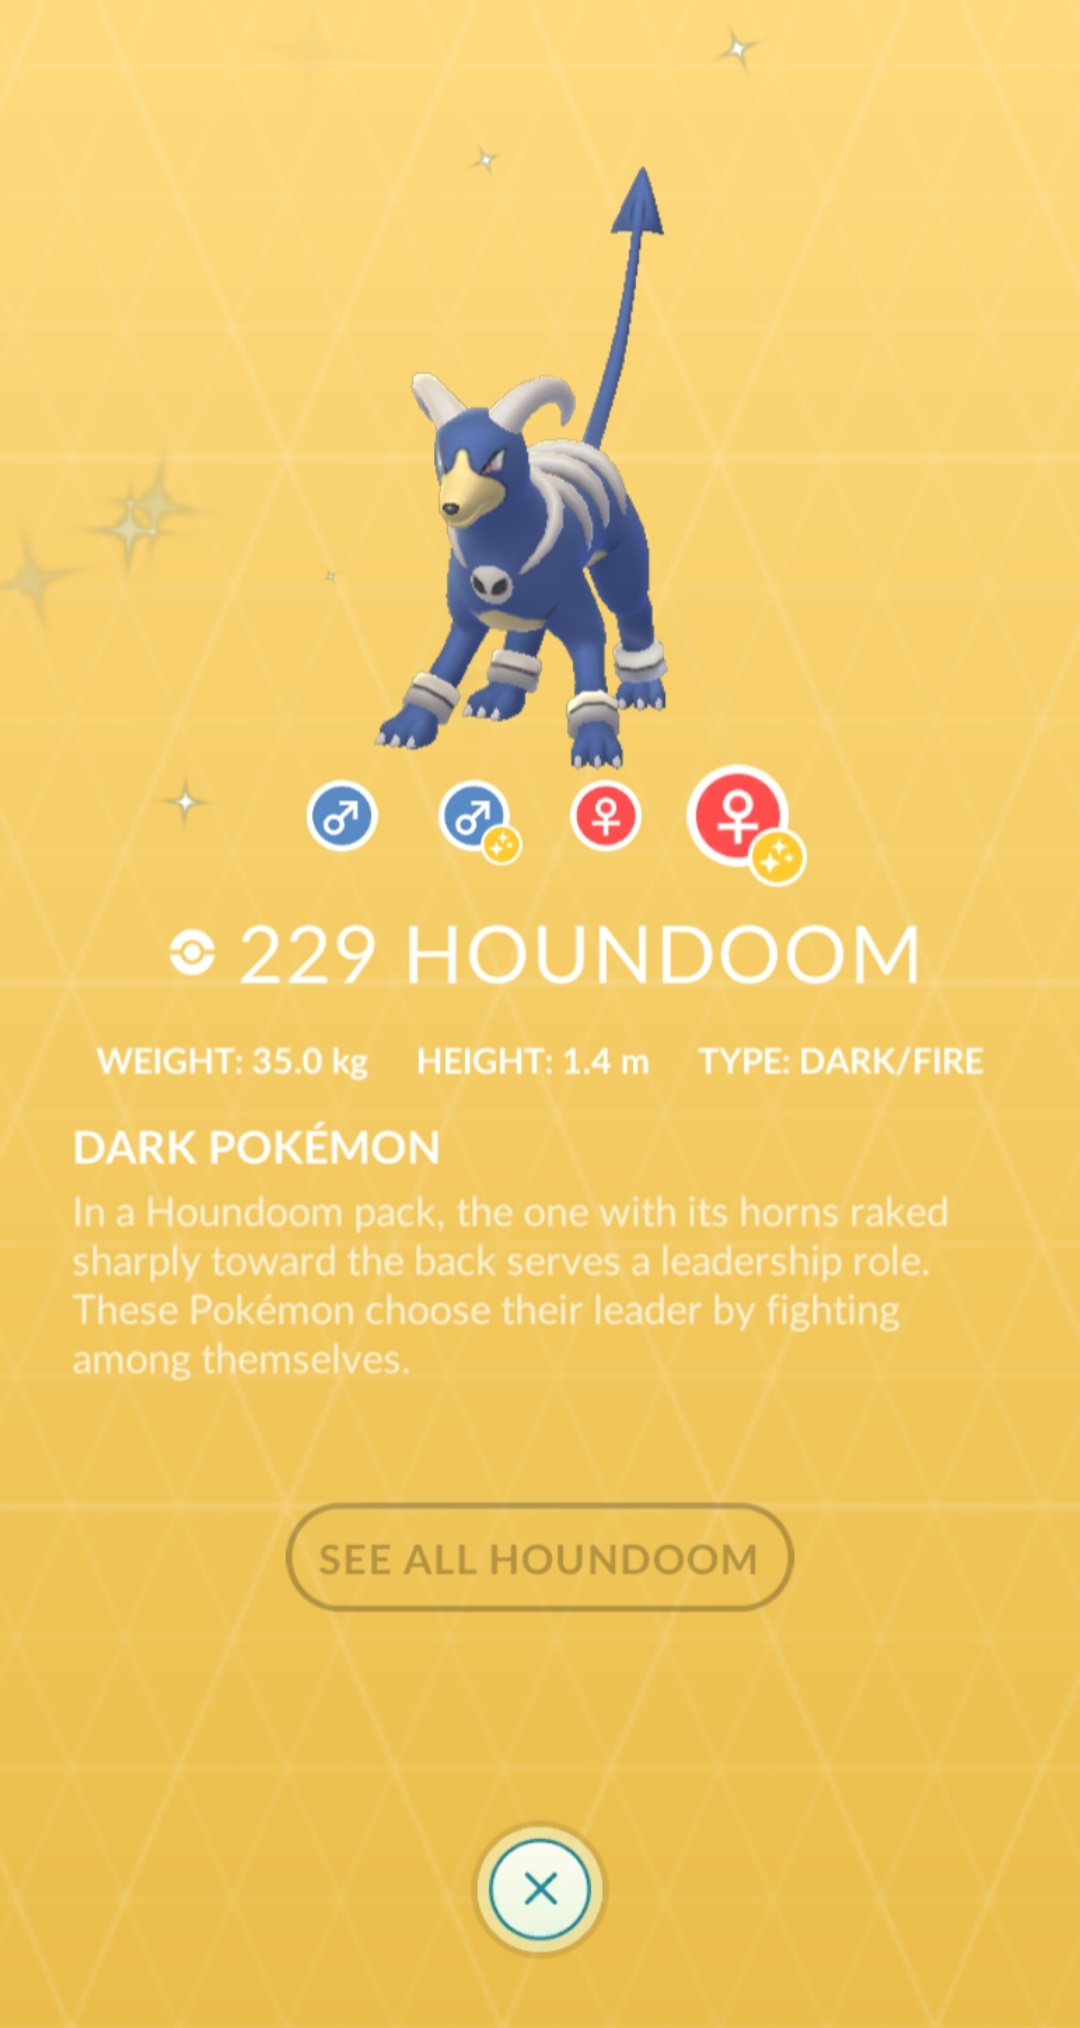 229 HOUNDOOM
WEIGHT: 35.0 kg HEIGHT: 1.4 m TYPE: DARK/FIRE
DARK POKÉMON
In a Houndoom pack, the one with its horns raked
sharply toward the back serves a leadership role.
These Pokémon choose their leader by fighting
among themselves.
SEE ALL HOUNDOOM